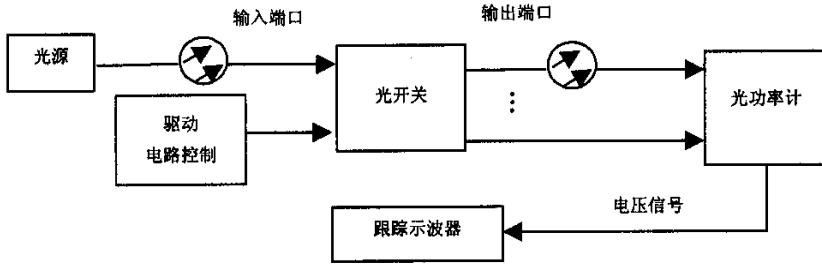 输入端口
输出端口
光源
光开关
光功率计
驱动
电路控制
电压信号
跟踪示波器